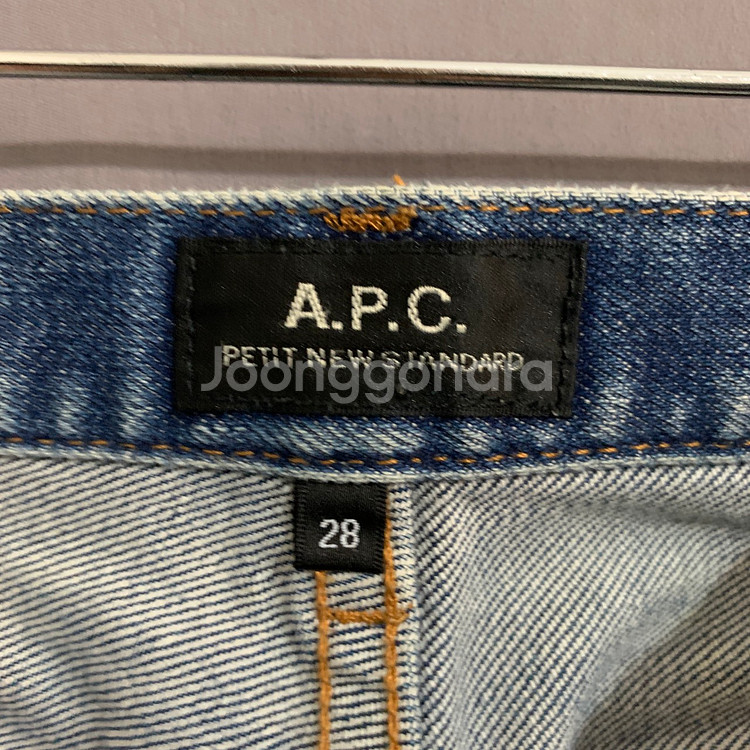 A.P.C.
PETIT NEW STANDARD
Joonggonara
28